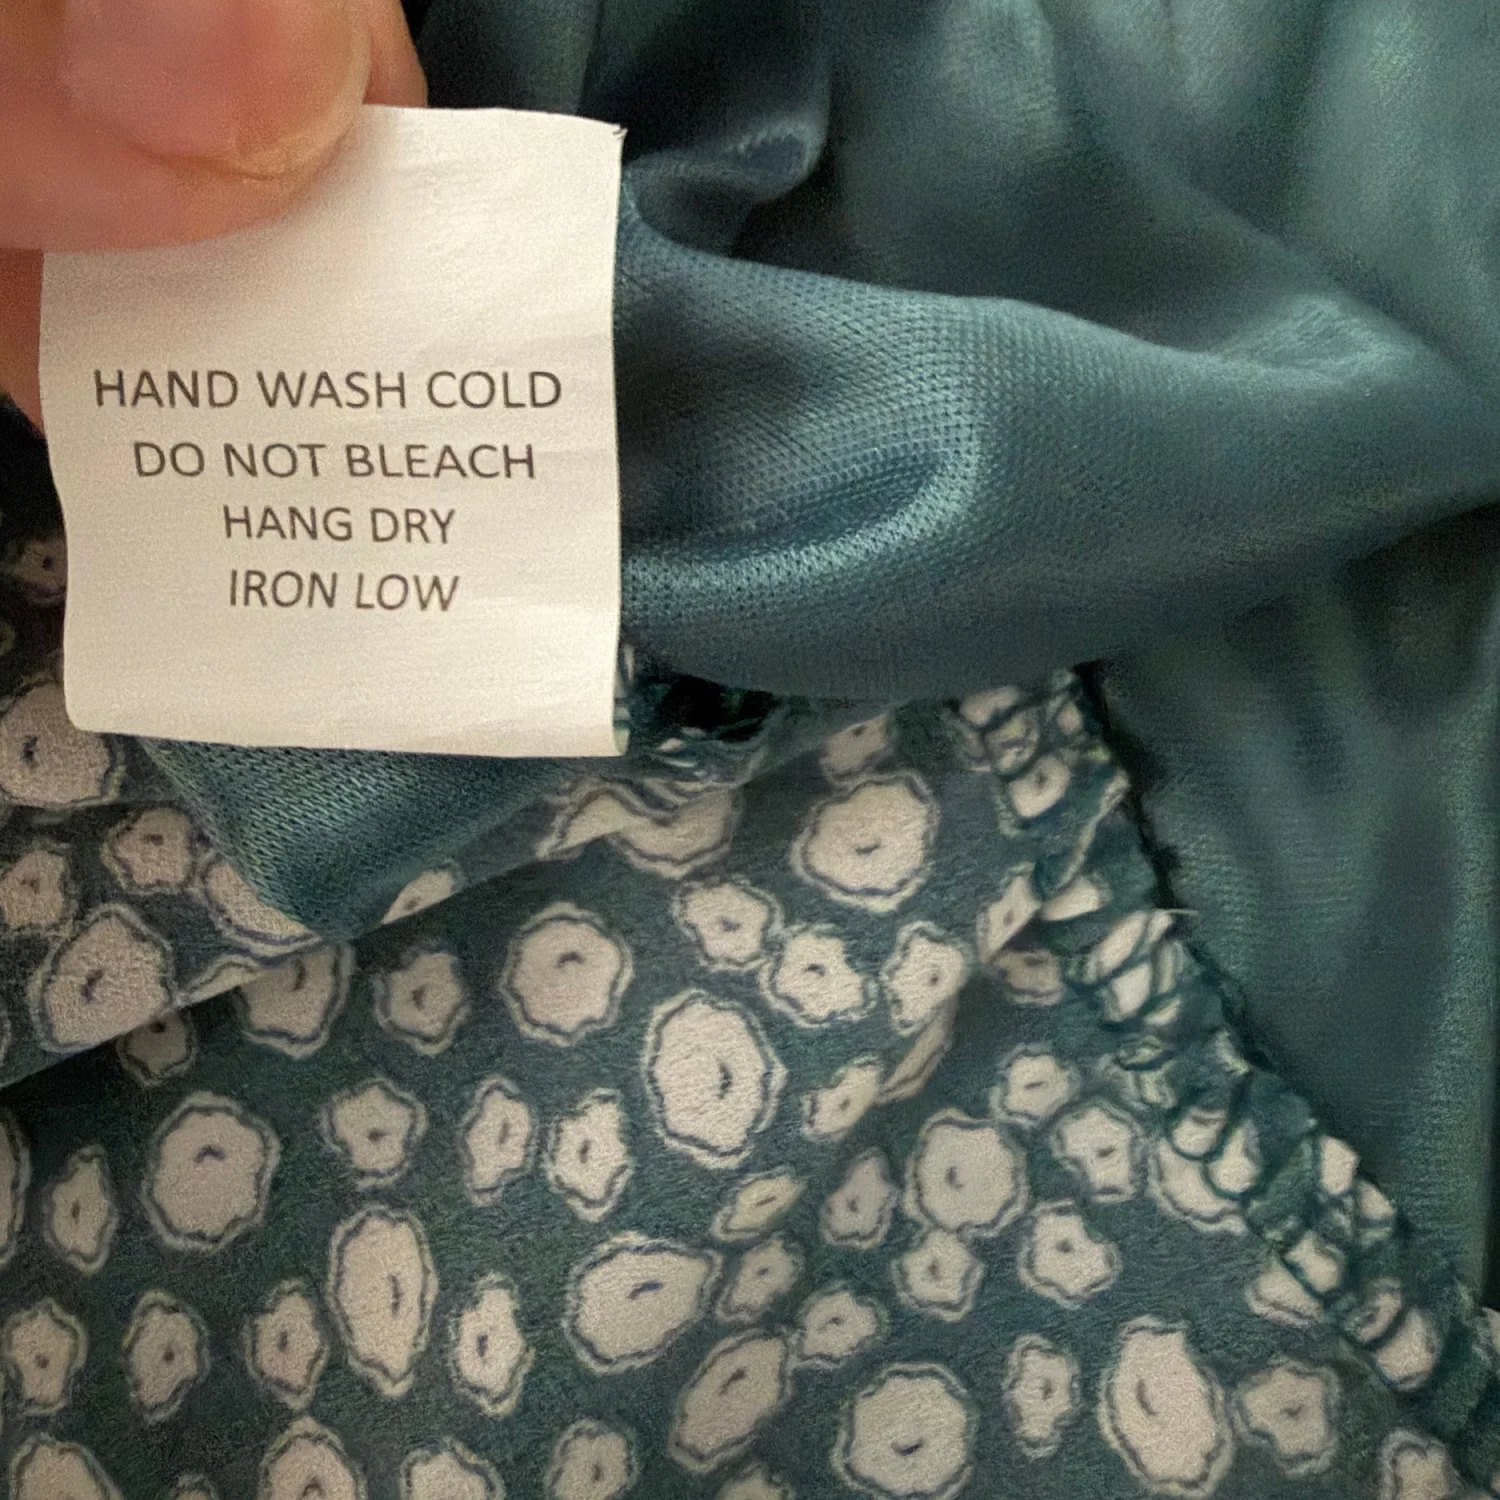 HAND WASH COLD
DO NOT BLEACH
HANG DRY
IRON LOW